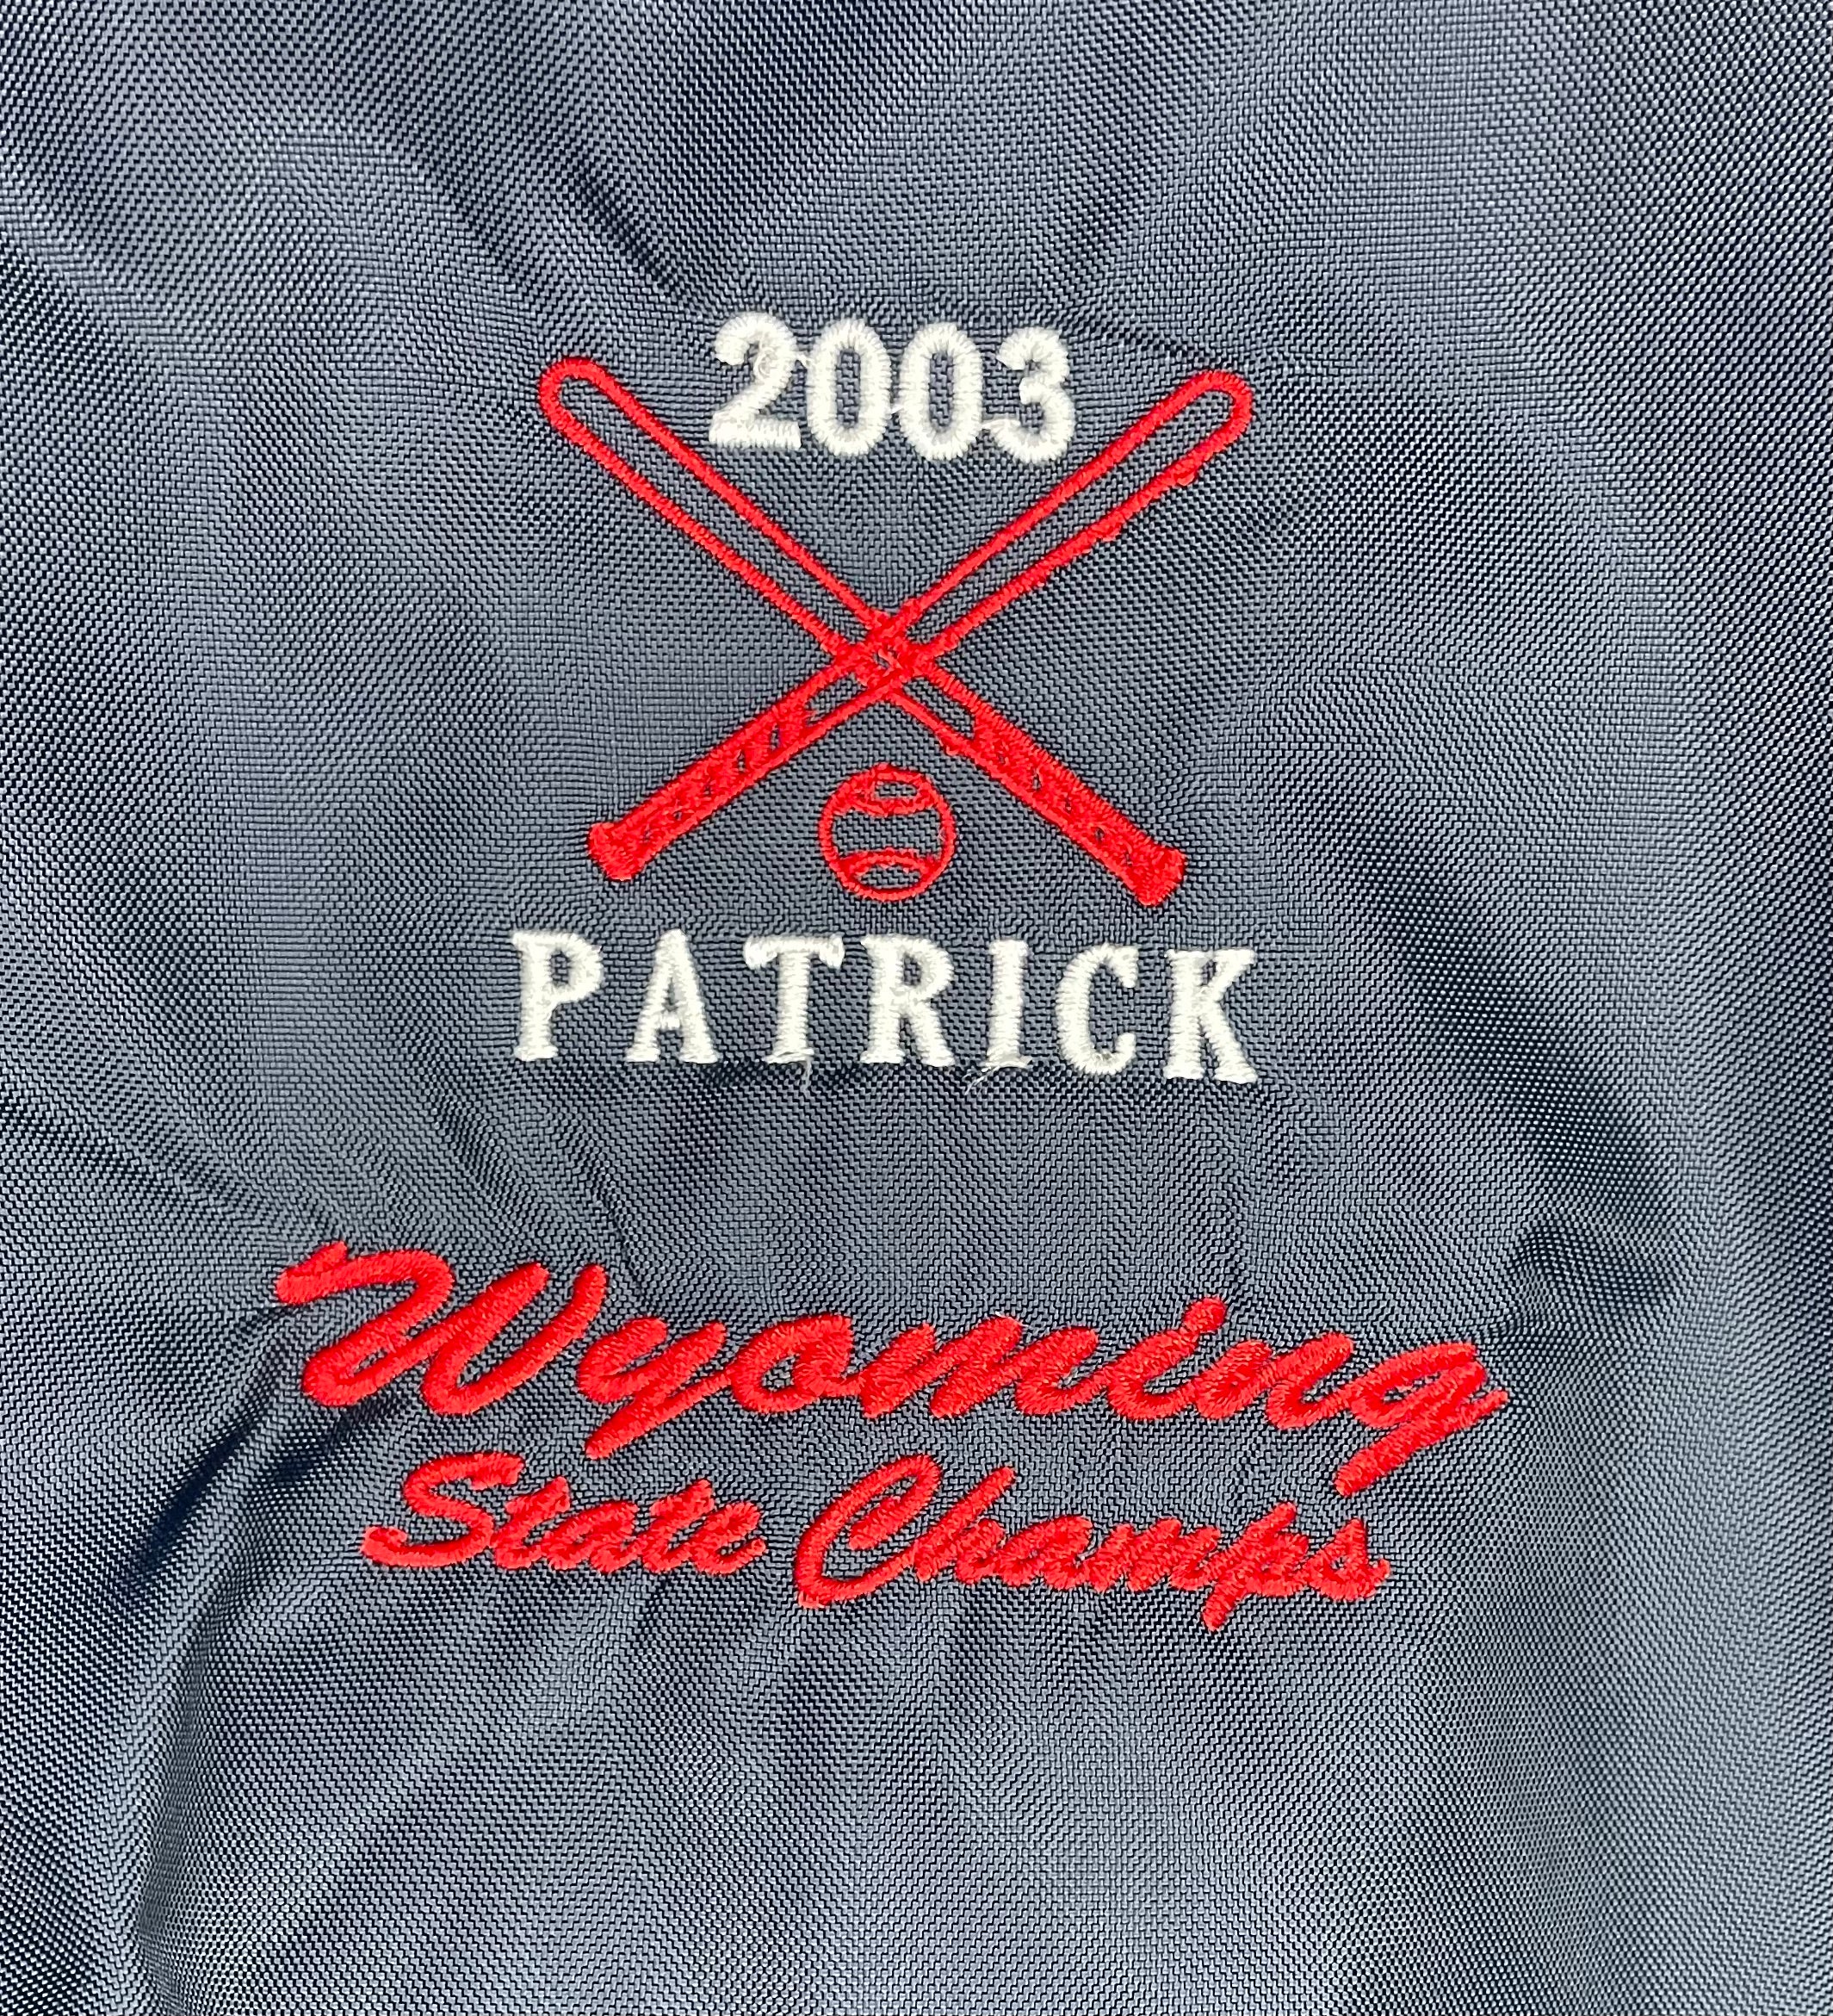 2003
PATRICK
Wyoming
State Champs